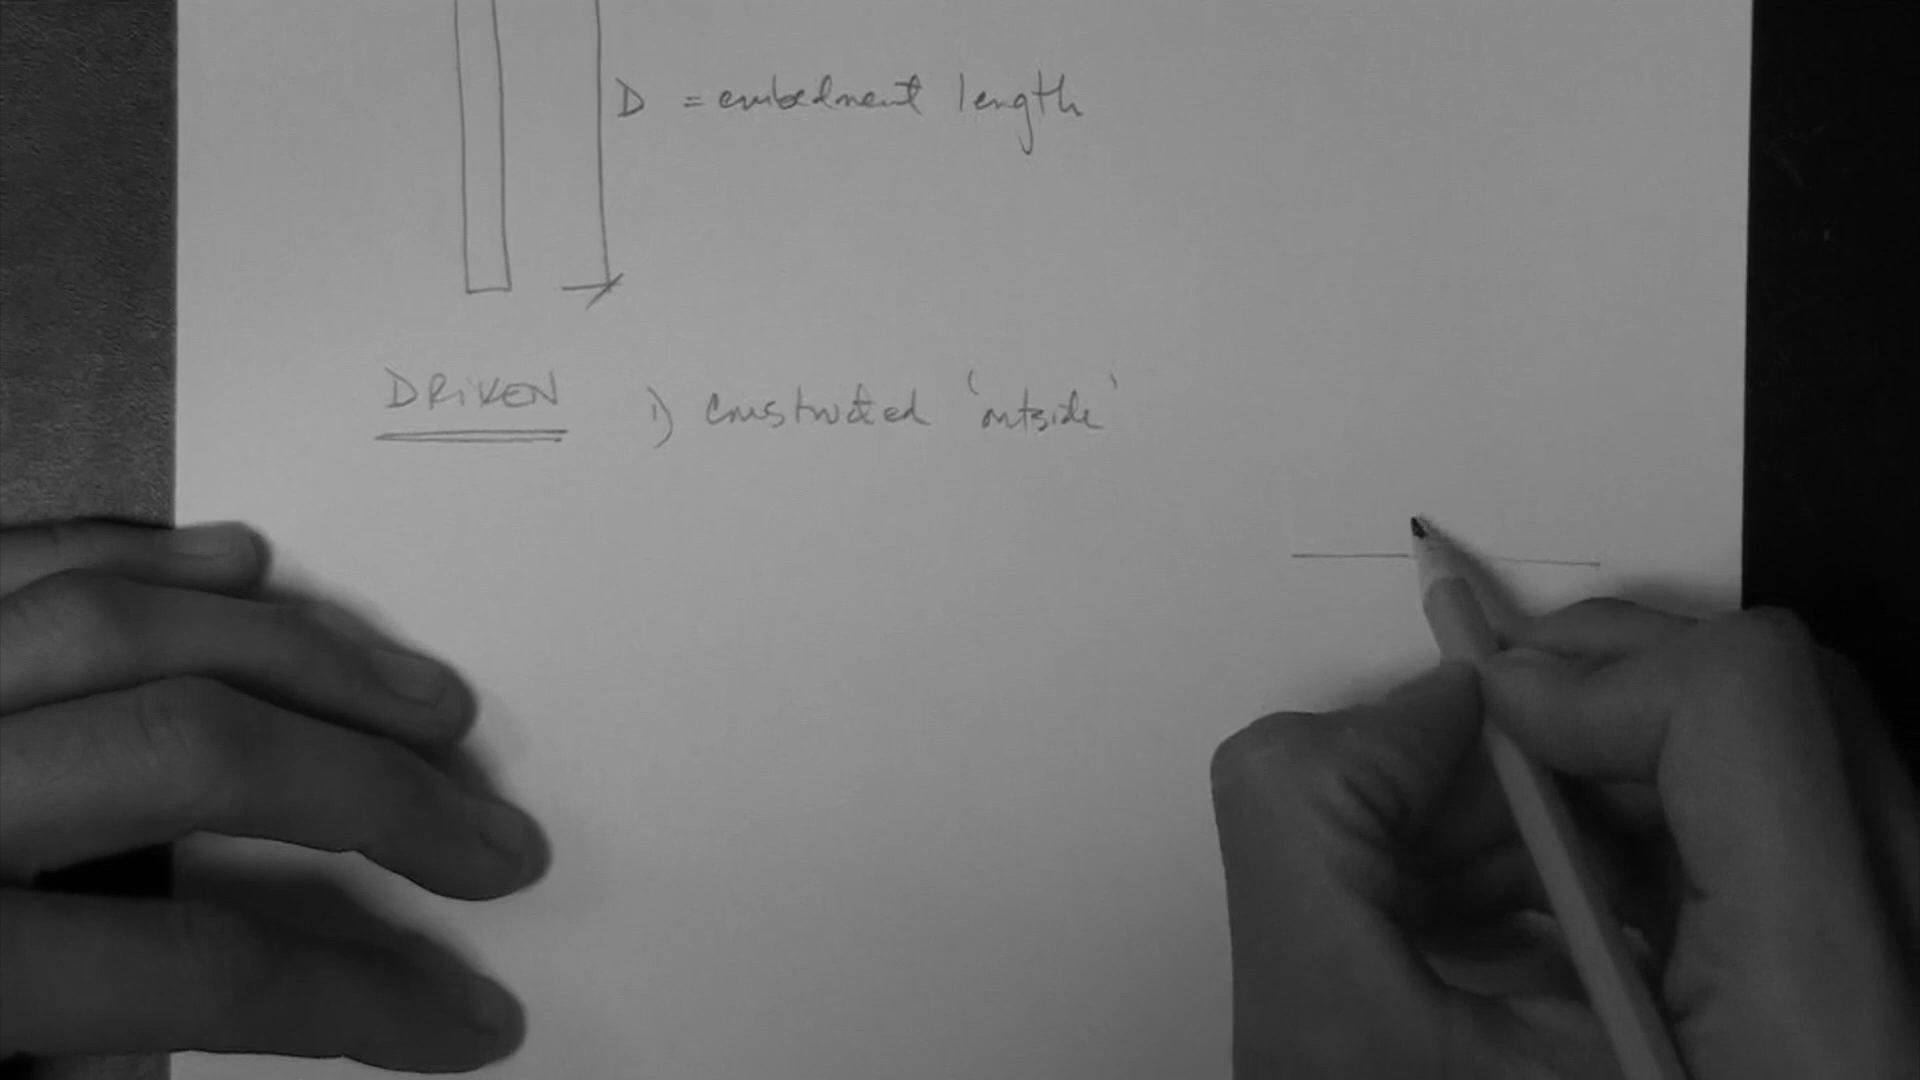 D = embedment length
DRIVEN 1) constructed 'outside'